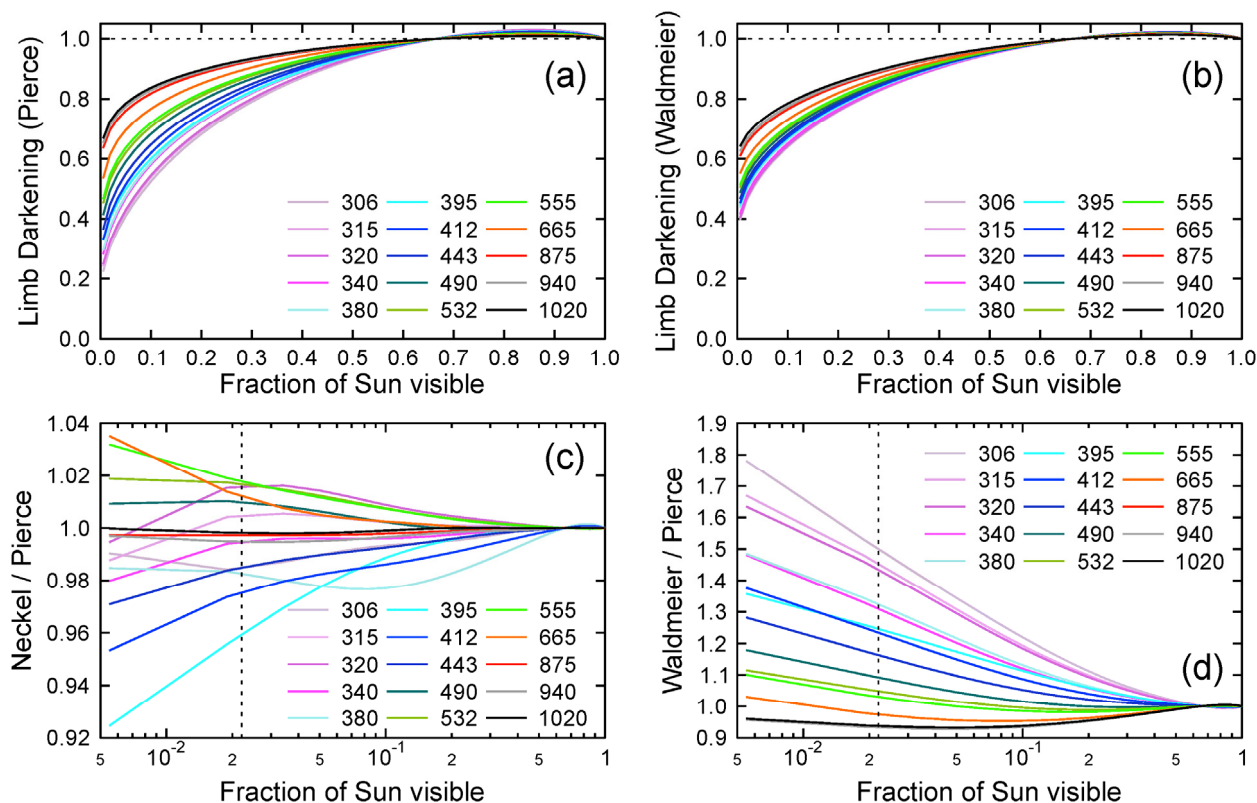 (a)
Limb Darkening (Pierce)
1.0
0.8
0.6
0.4
0.2
0.0
306 395 555
315 412 665
320 443 875
340 490 940
380 532 1020
0.0 0.1 0.2 0.3 0.4 0.5 0.6 0.7 0.8 0.9 1.0
Fraction of Sun visible
(b)
Limb Darkening (Waldmeier)
1.0
0.8
0.6
0.4
0.2
0.0
306 395 555
315 412 665
320 443 875
340 490 940
380 532 1020
0.0 0.1 0.2 0.3 0.4 0.5 0.6 0.7 0.8 0.9 1.0
Fraction of Sun visible
(c)
Neckel / Pierce
1.04
1.02
1.00
0.98
0.96
0.94
0.92
306 395 555
315 412 665
320 443 875
340 490 940
380 532 1020
5 10-2 2 5 10-1 2 5 1
Fraction of Sun visible
1.9
1.8
1.7
1.6
1.5
1.4
1.3
1.2
1.1
1.0
0.9
Waldmeier / Pierce
306 395 555
315 412 665
320 443 875
340 490 940
380 532 1020
(d)
5 10-2 2 5 10-1 2 5 1
Fraction of Sun visible